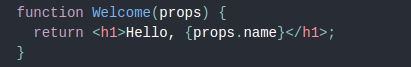 function Welcome(props) {
  return <h1>Hello, {props.name}</h1>;
}